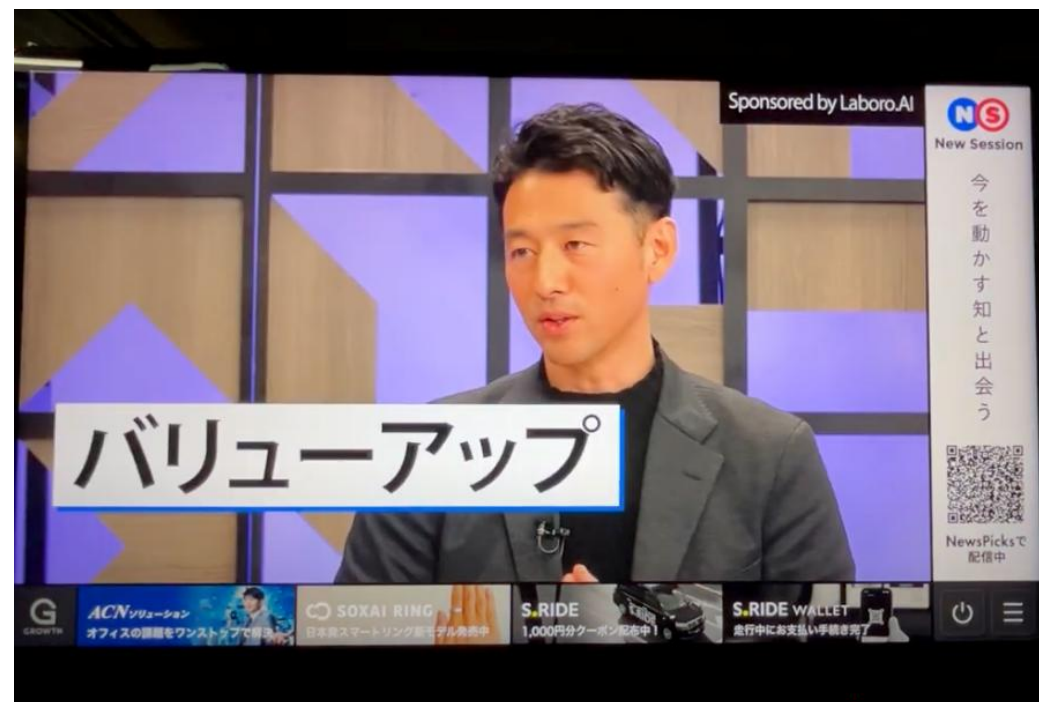 Sponsored by Laboro.AI
NS
New Session
今を動かす知と出会う
バリューアップ
NewsPicksで
配信中
G
GROWTH
ACNソリューション
オフィスの課題をワンストップで解決
SOXAI RING
日本発スマートリング新モデル発売中
S.RIDE
1,000円分クーポン配布中！
S.RIDE WALLET
走行中にお支払い手続き完了